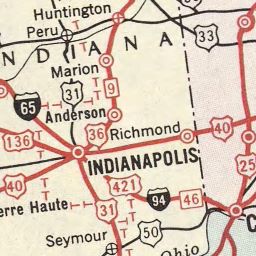 Huntington
Peru
33
NDIANA
Marion
31
9
65
Anderson
36
Richmond
40
136
INDIANAPOLIS
25
40
421
94
46
erre Haute
31
C
50
Seymour
Ohio